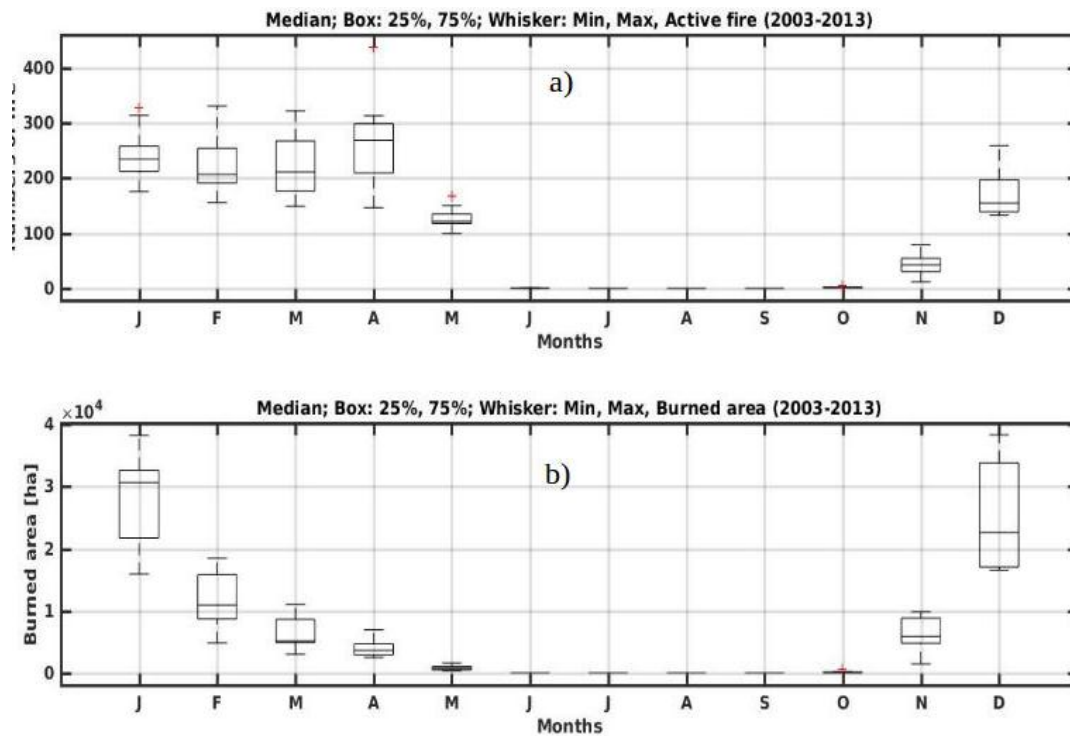 Median; Box: 25%, 75%; Whisker: Min, Max, Active fire (2003-2013)
a)
400
300
200
100
0
J F M A M J J A S O N D
Months
Median; Box: 25%, 75%; Whisker: Min, Max, Burned area (2003-2013)
×10⁴
b)
Burned area [ha]
4
3
2
1
0
J F M A M J J A S O N D
Months